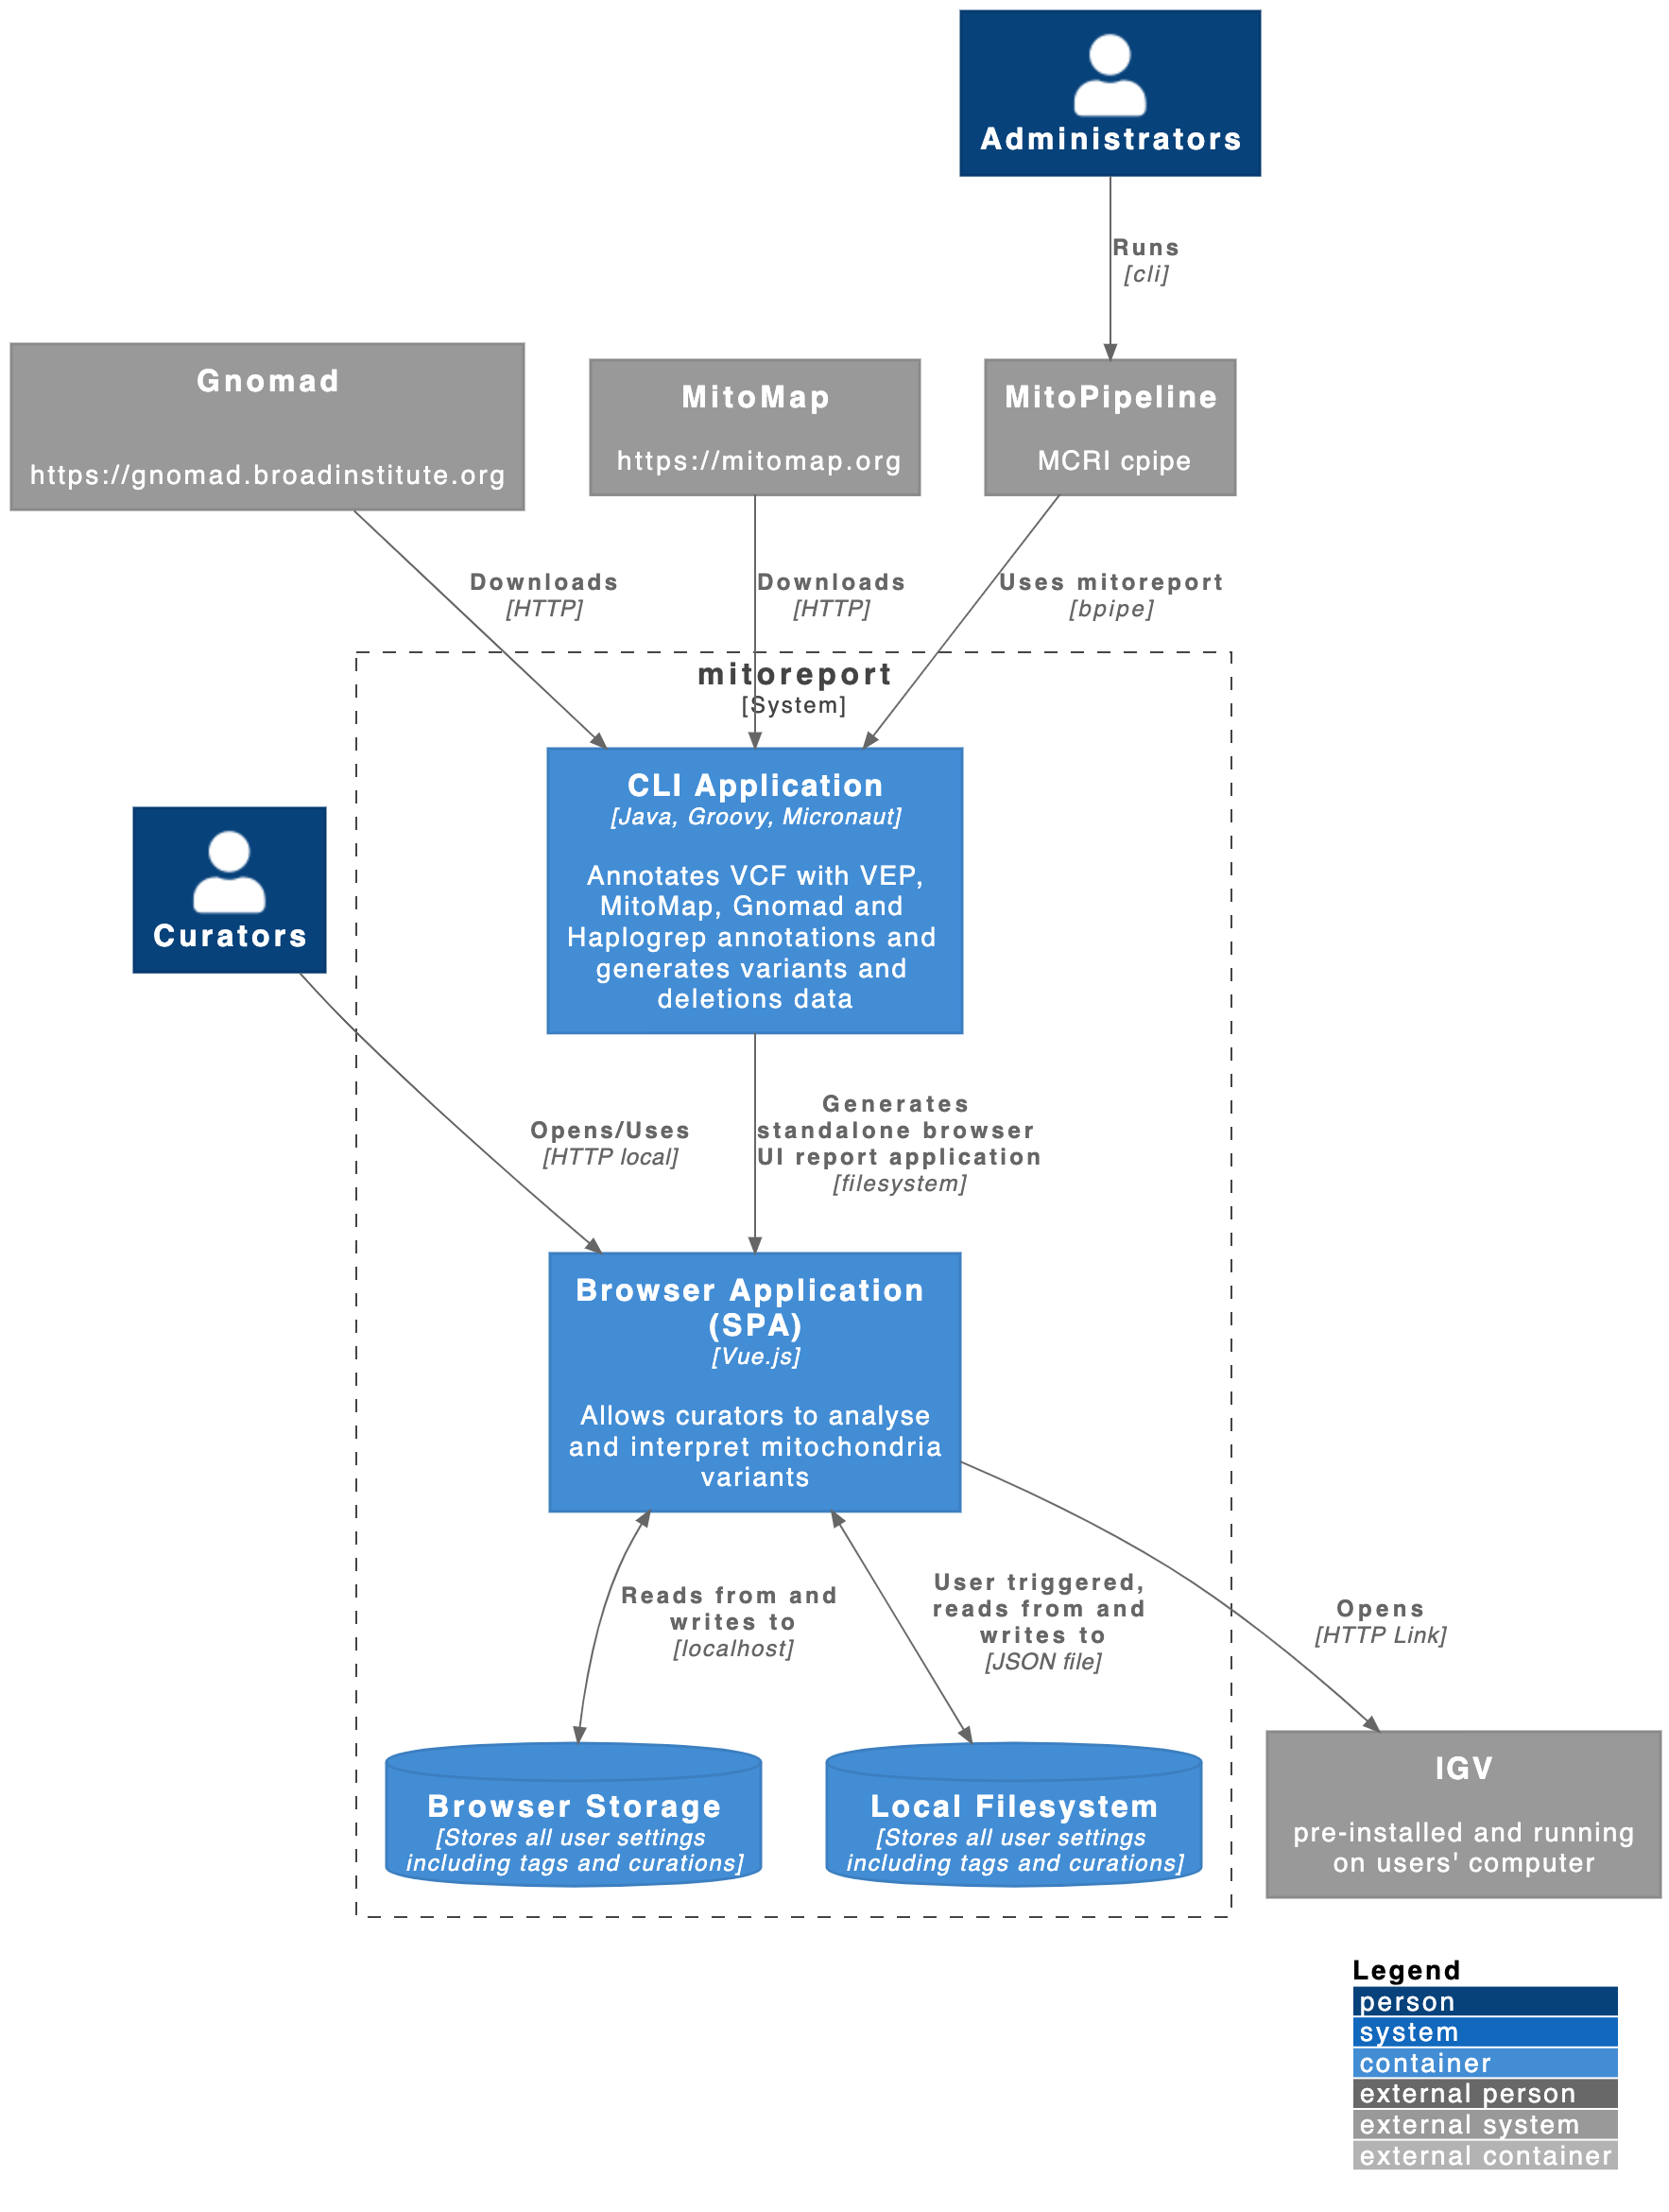 Administrators
Runs
[cli]
Gnomad
https://gnomad.broadinstitute.org
MitoMap
https://mitomap.org
MitoPipeline
MCRI cpipe
Downloads
[HTTP]
Downloads
[HTTP]
Uses mitoreport
[bpipe]
mitoreport
[System]
CLI Application
[Java, Groovy, Micronaut]
Annotates VCF with VEP,
MitoMap, Gnomad and
Haplogrep annotations and
generates variants and
deletions data
Curators
Opens/Uses
[HTTP local]
Generates
standalone browser
UI report application
[filesystem]
Browser Application
(SPA)
[Vue.js]
Allows curators to analyse
and interpret mitochondria
variants
Reads from and
writes to
[localhost]
User triggered,
reads from and
writes to
[JSON file]
Opens
[HTTP Link]
Browser Storage
[Stores all user settings
including tags and curations]
Local Filesystem
[Stores all user settings
including tags and curations]
IGV
pre-installed and running
on users' computer
Legend
person
system
container
external person
external system
external container